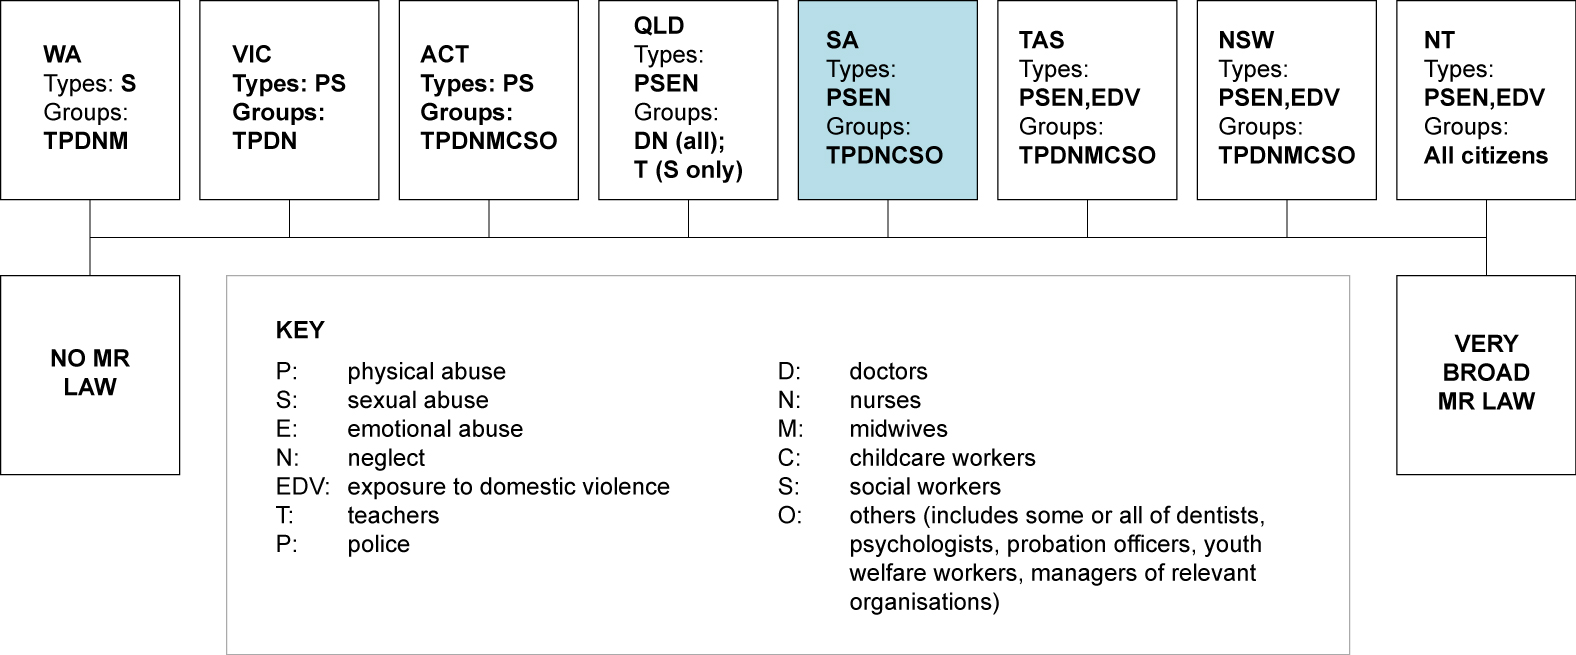 WA
Types: S
Groups:
TPDNM
VIC
Types: PS
Groups:
TPDN
ACT
Types: PS
Groups:
TPDNMCSO
QLD
Types:
PSEN
Groups:
DN (all);
T (S only)
SA
Types:
PSEN
Groups:
TPDNCSO
TAS
Types:
PSEN,EDV
Groups:
TPDNMCSO
NSW
Types:
PSEN,EDV
Groups:
TPDNMCSO
NT
Types:
PSEN,EDV
Groups:
All citizens
NO MR
LAW
KEY
P: physical abuse
S: sexual abuse
E: emotional abuse
N: neglect
EDV: exposure to domestic violence
T: teachers
P: police
D: doctors
N: nurses
M: midwives
C: childcare workers
S: social workers
O: others (includes some or all of dentists,
psychologists, probation officers, youth
welfare workers, managers of relevant
organisations)
VERY
BROAD
MR LAW